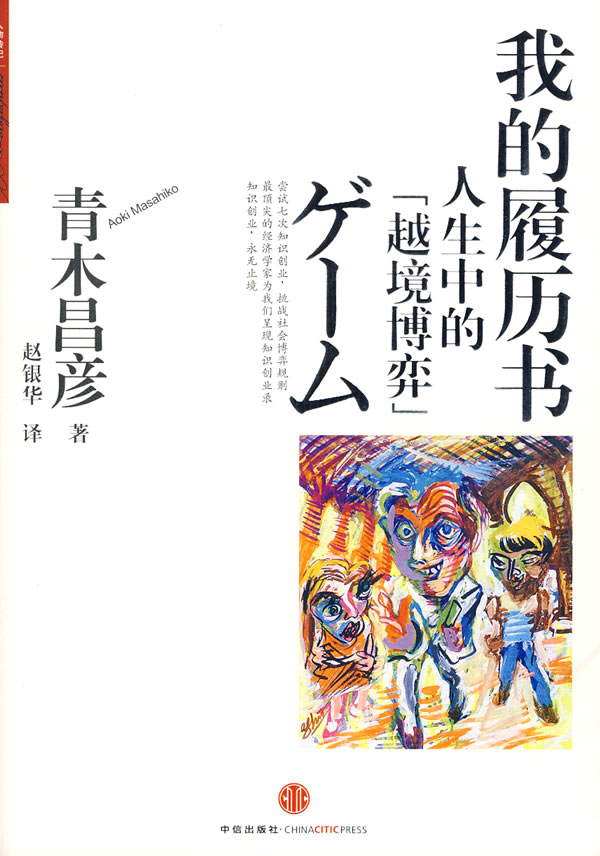 我的履历书
人生中的
「越境博弈」
ゲーム
尝试七次知识创业，挑战社会博弈规则
最顶尖的经济学家为我们呈现知识创业录
知识创业，永无止境
Aoki Masahiko
青木昌彦 著
赵银华 译
中信出版社·CHINACITICPRESS